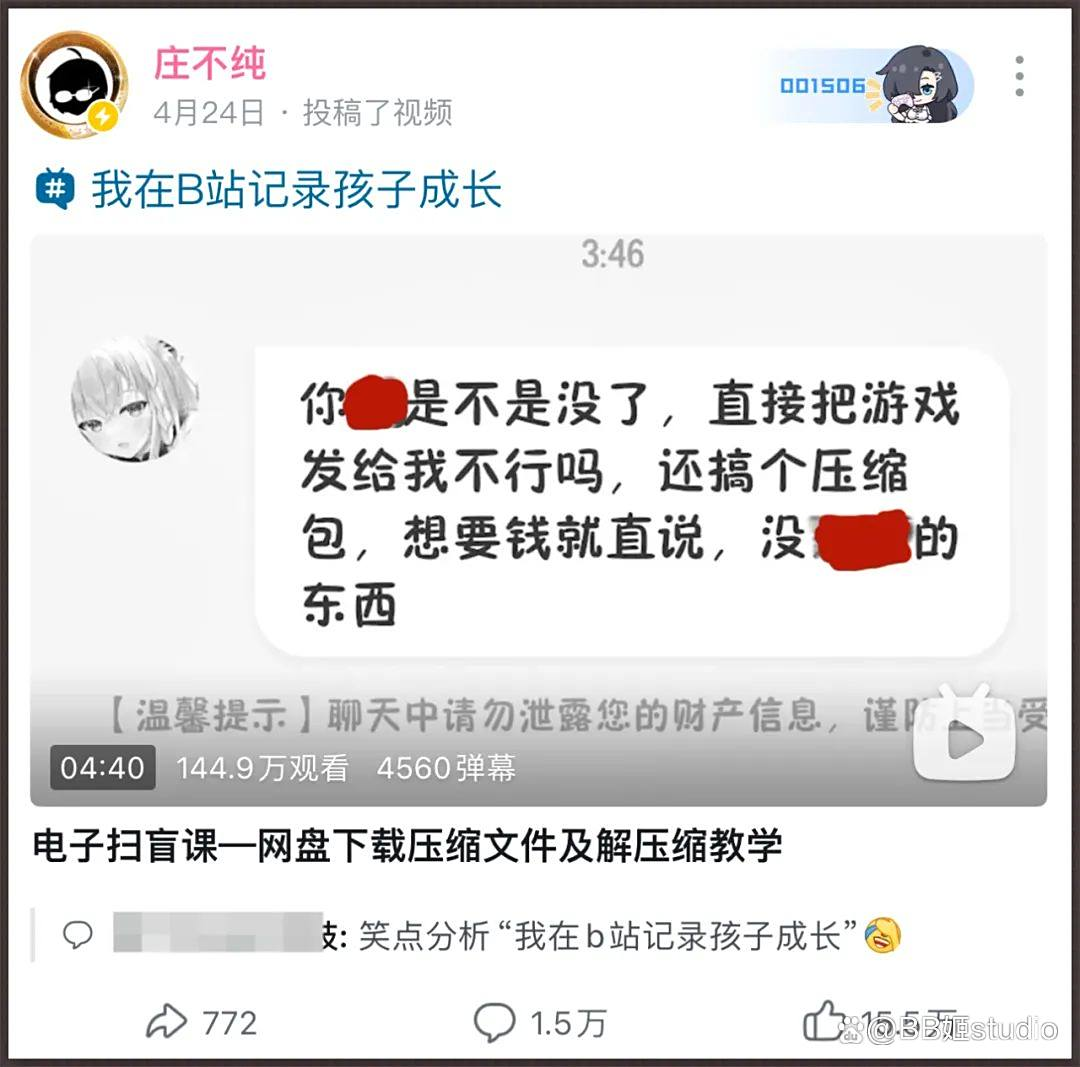 庄不纯
4月24日 · 投稿了视频
001506
# 我在B站记录孩子成长
3:46
你是不是没了，直接把游戏
发给我不行吗，还搞个压缩
包，想要钱就直说，没的
东西
【温馨提示】聊天中请勿泄露您的财产信息，谨防上当受
04:40 144.9万观看 4560弹幕
电子扫盲课—网盘下载压缩文件及解压缩教学
: 笑点分析“我在b站记录孩子成长”
772 1.5万 15.5万
@BB姬studio